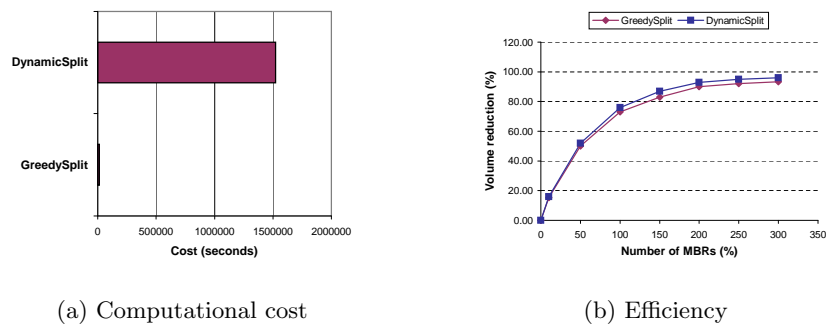 DynamicSplit
GreedySplit
0 500000 1000000 1500000 2000000
Cost (seconds)
(a) Computational cost
GreedySplit DynamicSplit
120.00
100.00
80.00
60.00
40.00
20.00
0.00
Volume reduction (%)
0 50 100 150 200 250 300 350
Number of MBRs (%)
(b) Efficiency